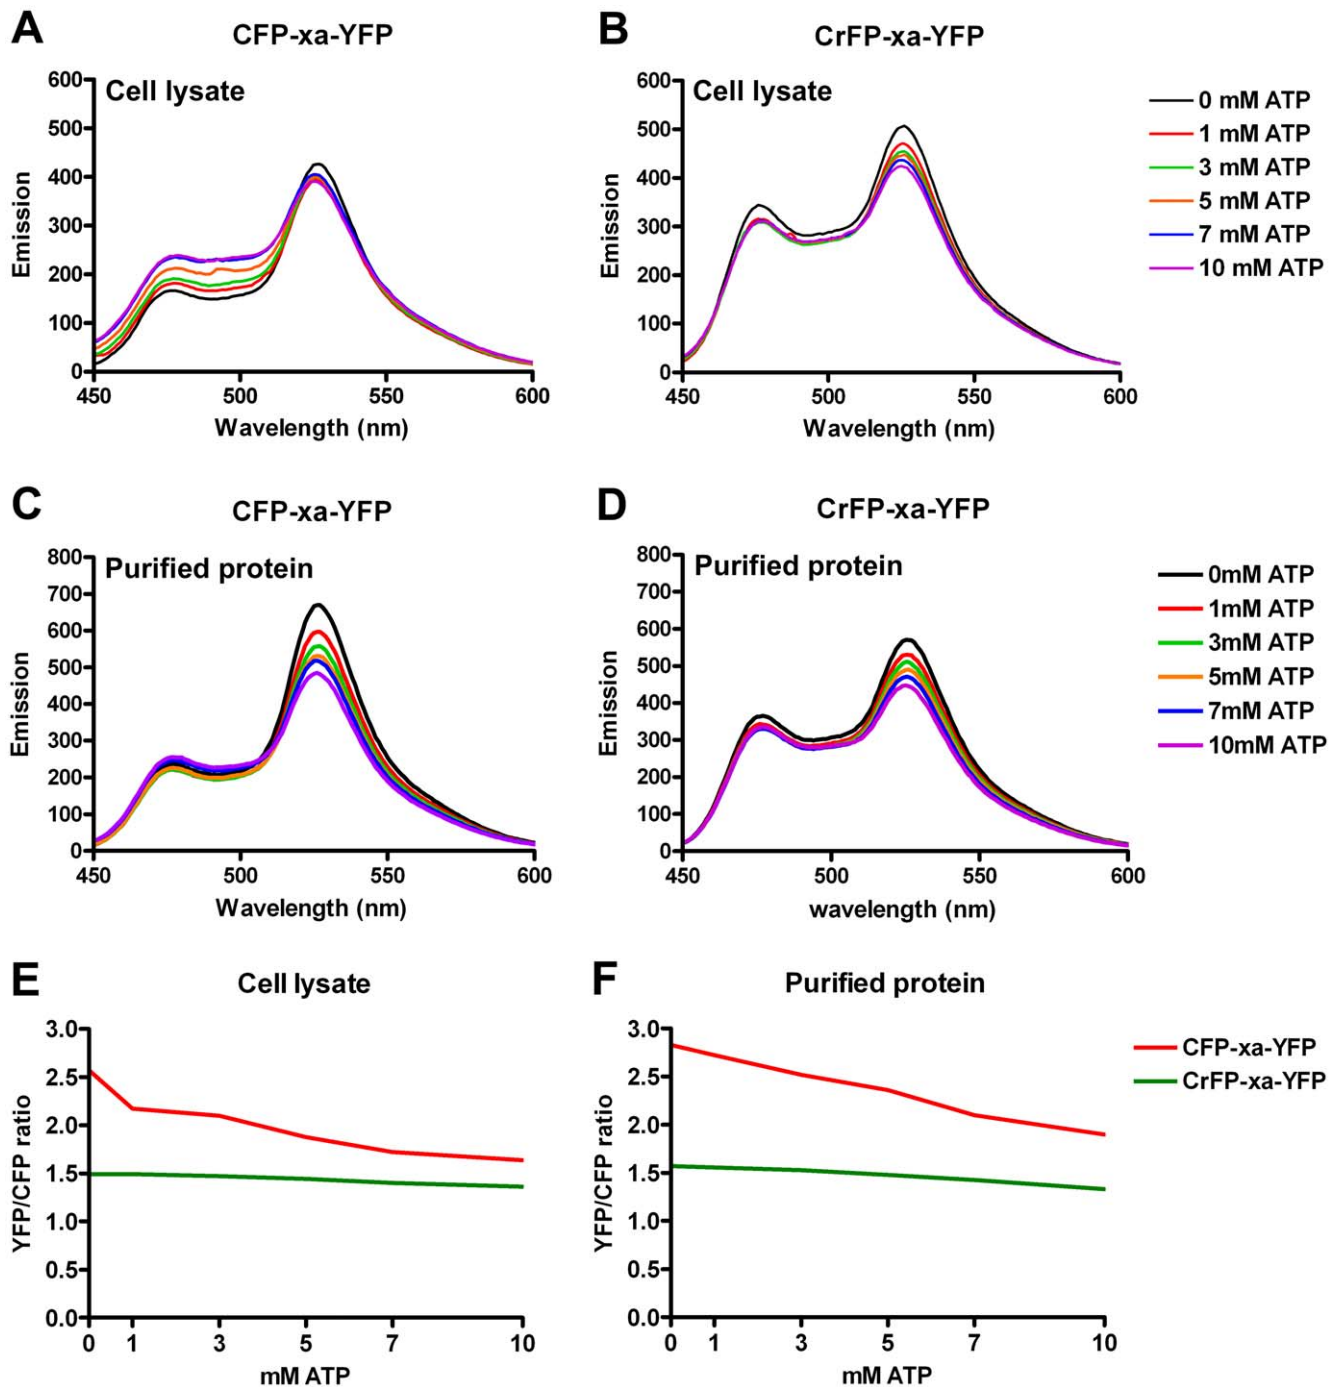 A
CFP-xa-YFP
Cell lysate
600
500
400
300
200
100
0
450
500
550
600
Emission
Wavelength (nm)
B
CrFP-xa-YFP
Cell lysate
600
500
400
300
200
100
0
450
500
550
600
Emission
Wavelength (nm)
0 mM ATP
1 mM ATP
3 mM ATP
5 mM ATP
7 mM ATP
10 mM ATP
C
CFP-xa-YFP
Purified protein
800
700
600
500
400
300
200
100
0
450
500
550
600
Emission
Wavelength (nm)
D
CrFP-xa-YFP
Purified protein
800
700
600
500
400
300
200
100
0
450
500
550
600
Emission
wavelength (nm)
0mM ATP
1mM ATP
3mM ATP
5mM ATP
7mM ATP
10mM ATP
E
Cell lysate
3.0
2.5
2.0
1.5
1.0
0.5
0.0
0
1
3
5
7
10
YFP/CFP ratio
mM ATP
F
Purified protein
3.0
2.5
2.0
1.5
1.0
0.5
0.0
0
1
3
5
7
10
YFP/CFP ratio
mM ATP
CFP-xa-YFP
CrFP-xa-YFP